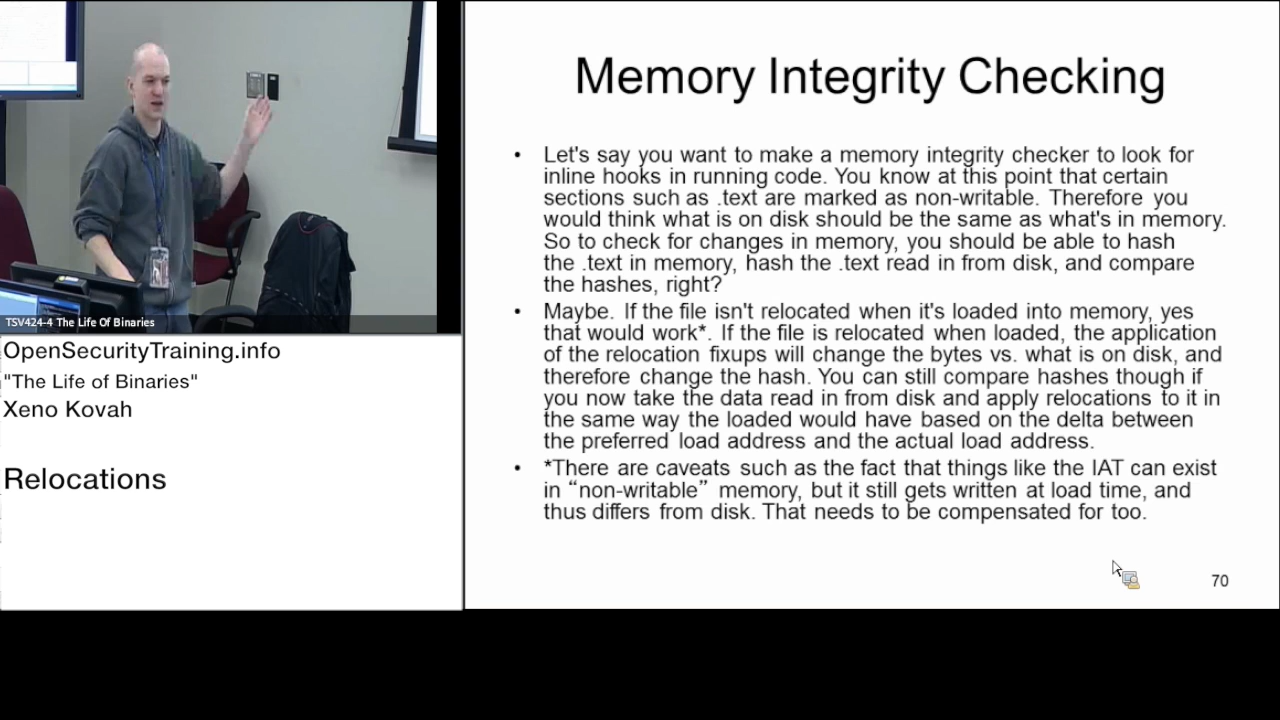 TSV424-4 The Life Of Binaries
OpenSecurityTraining.info
"The Life of Binaries"
Xeno Kovah
Relocations
Memory Integrity Checking
• Let's say you want to make a memory integrity checker to look for
inline hooks in running code. You know at this point that certain
sections such as .text are marked as non-writable. Therefore you
would think what is on disk should be the same as what's in memory.
So to check for changes in memory, you should be able to hash
the .text in memory, hash the .text read in from disk, and compare
the hashes, right?
• Maybe. If the file isn't relocated when it's loaded into memory, yes
that would work*. If the file is relocated when loaded, the application
of the relocation fixups will change the bytes vs. what is on disk, and
therefore change the hash. You can still compare hashes though if
you now take the data read in from disk and apply relocations to it in
the same way the loaded would have based on the delta between
the preferred load address and the actual load address.
• *There are caveats such as the fact that things like the IAT can exist
in “non-writable” memory, but it still gets written at load time, and
thus differs from disk. That needs to be compensated for too.
70